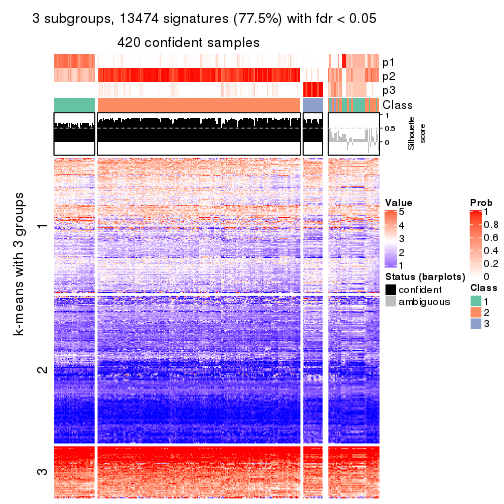 3 subgroups, 13474 signatures (77.5%) with fdr < 0.05
420 confident samples
p1
p2
p3
Class
1
0.5
0
Silhouette
score
k-means with 3 groups
1
2
3
Value
5
4
3
2
1
Status (barplots)
confident
ambiguous
Prob
1
0.8
0.6
0.4
0.2
0
Class
1
2
3